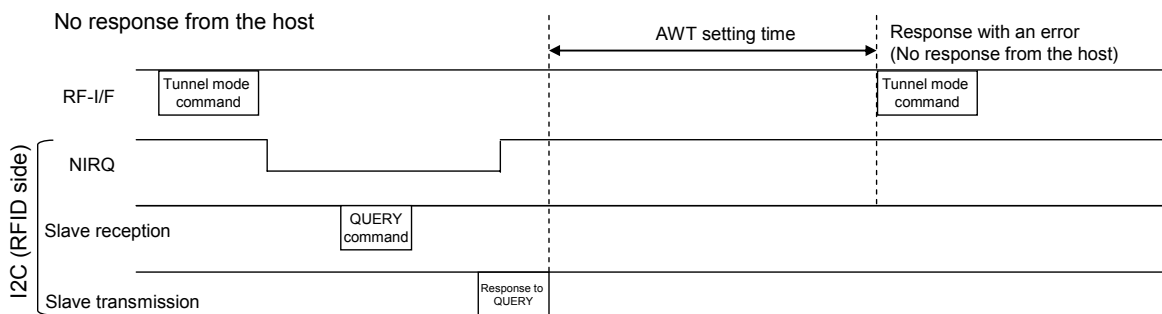 No response from the host
AWT setting time
Response with an error
(No response from the host)
RF-I/F
Tunnel mode
command
Tunnel mode
command
NIRQ
I2C (RFID side)
Slave reception
QUERY
command
Slave transmission
Response to
QUERY